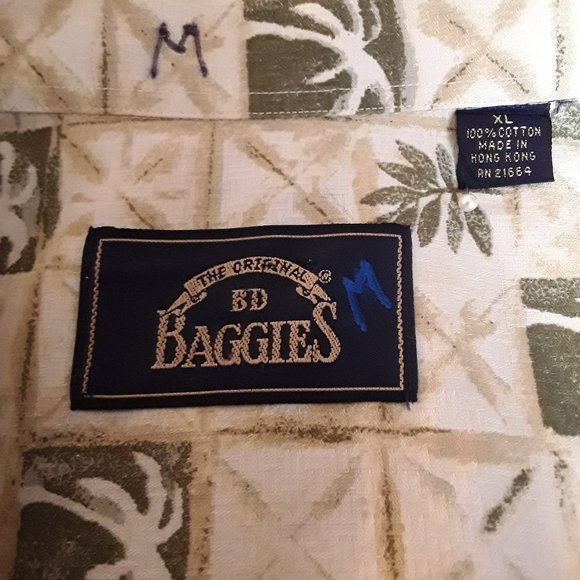 M
XL
100% COTTON
MADE IN
HONG KONG
RN 21664
THE ORIGINAL ©
BD
BAGGIES
M